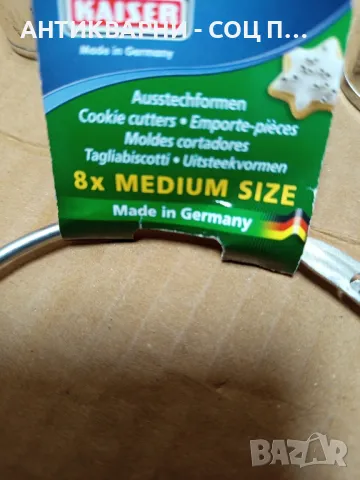 АНТИКВАРНИ - СОЦ П...
KAISER
Made in Germany
Ausstechformen
Cookie cutters • Emporte-pièces
Moldes cortadores
Tagliabiscotti • Uitsteekvormen
8x MEDIUM SIZE
Made in Germany
BAZAR